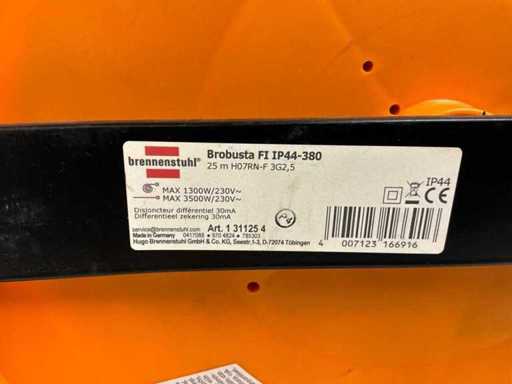 brennenstuhl®
Brobusta FI IP44-380
25 m H07RN-F 3G2,5
MAX 1300W/230V~
MAX 3500W/230V~
Disjoncteur différentiel 30mA
Differentieel zekering 30mA
IP44
service@brennenstuhl.com
Made in Germany
Art. 1 31125 4
Hugo Brennenstuhl GmbH & Co. KG, Seestr.1-3, D-72074 Tübingen
4 007123 166916